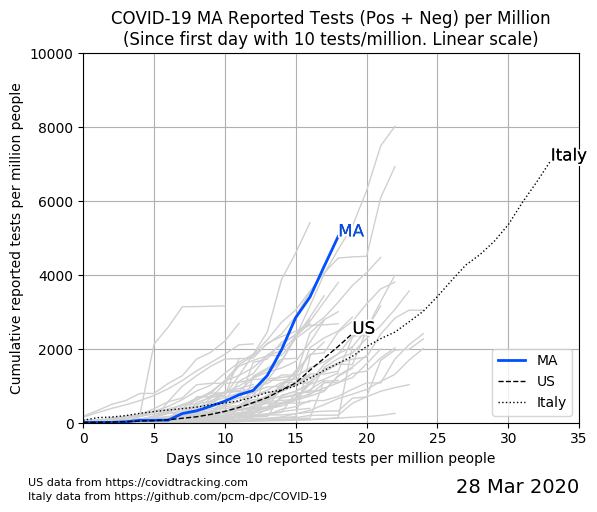 COVID-19 MA Reported Tests (Pos + Neg) per Million
(Since first day with 10 tests/million. Linear scale)
Cumulative reported tests per million people
10000
8000
6000
4000
2000
0
Italy
MA
US
MA
US
Italy
0 5 10 15 20 25 30 35
Days since 10 reported tests per million people
US data from https://covidtracking.com
Italy data from https://github.com/pcm-dpc/COVID-19
28 Mar 2020